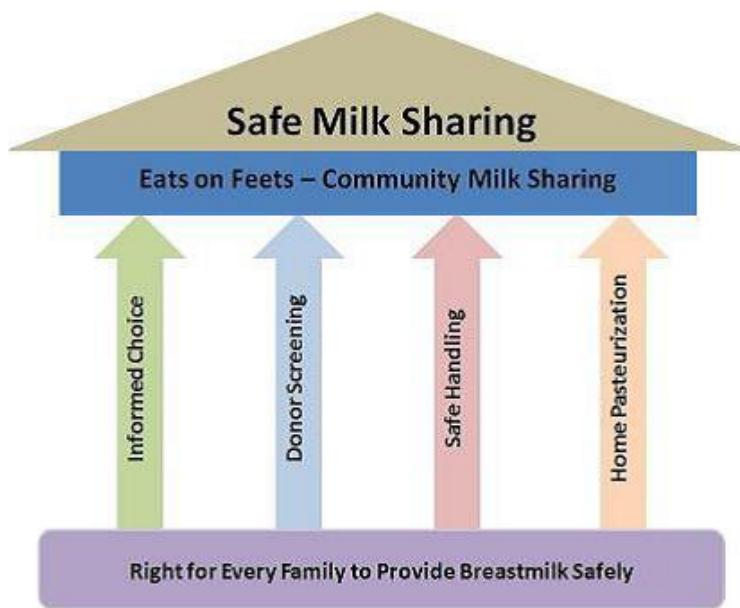 Safe Milk Sharing
Eats on Feets – Community Milk Sharing
Informed Choice
Donor Screening
Safe Handling
Home Pasteurization
Right for Every Family to Provide Breastmilk Safely